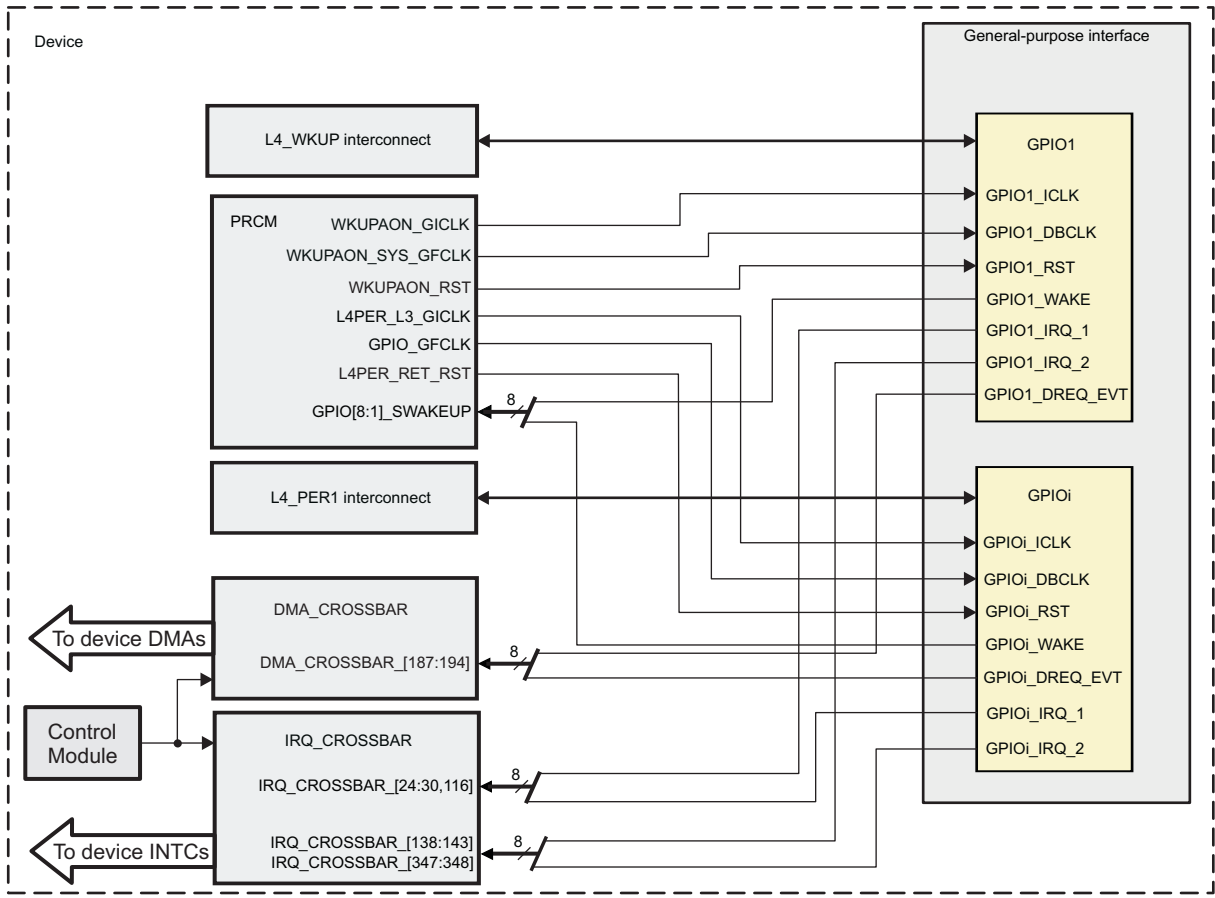 Device
General-purpose interface
L4_WKUP interconnect
GPIO1
PRCM
WKUPAON_GICLK
WKUPAON_SYS_GFCLK
WKUPAON_RST
L4PER_L3_GICLK
GPIO_GFCLK
L4PER_RET_RST
GPIO[8:1]_SWAKEUP
8
GPIO1_ICLK
GPIO1_DBCLK
GPIO1_RST
GPIO1_WAKE
GPIO1_IRQ_1
GPIO1_IRQ_2
GPIO1_DREQ_EVT
L4_PER1 interconnect
GPIOi
GPIOi_ICLK
GPIOi_DBCLK
GPIOi_RST
GPIOi_WAKE
GPIOi_DREQ_EVT
GPIOi_IRQ_1
GPIOi_IRQ_2
DMA_CROSSBAR
To device DMAs
DMA_CROSSBAR_[187:194]
8
Control
Module
IRQ_CROSSBAR
IRQ_CROSSBAR_[24:30,116]
8
IRQ_CROSSBAR_[138:143]
IRQ_CROSSBAR_[347:348]
8
To device INTCs